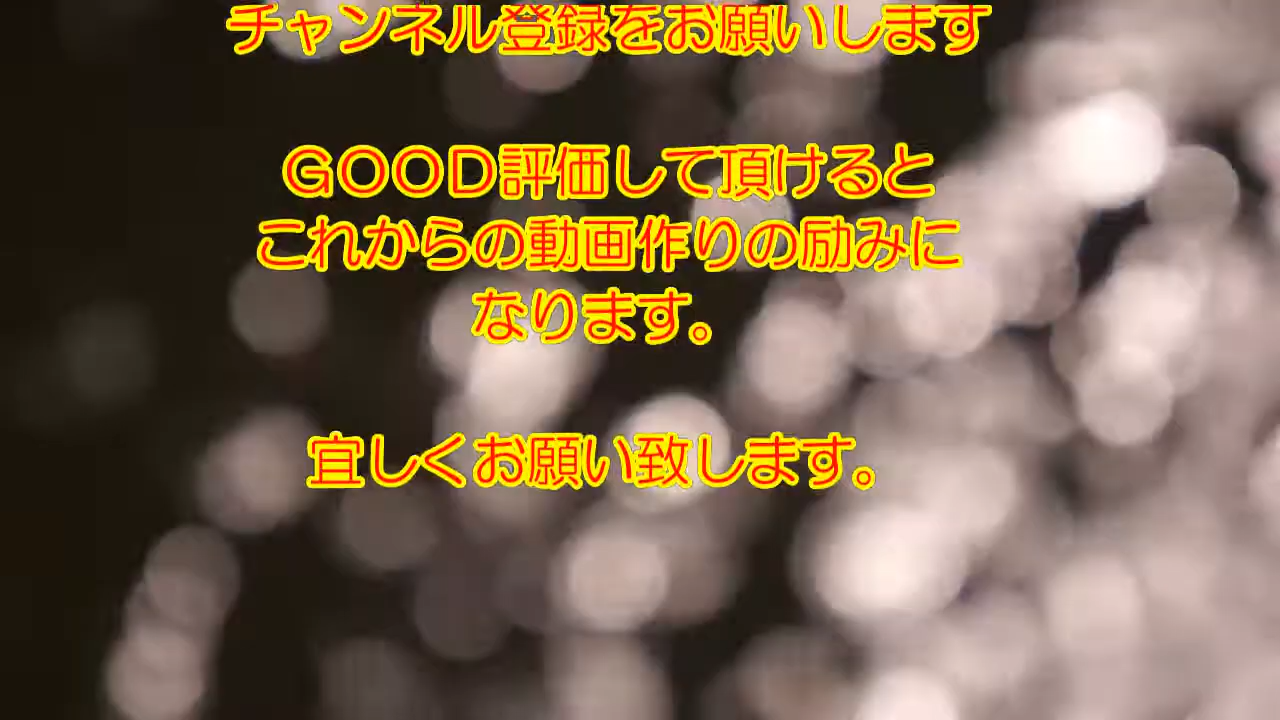 チャンネル登録をお願いします
ＧＯＯＤ評価して頂けると
これからの動画作りの励みに
なります。
宜しくお願い致します。